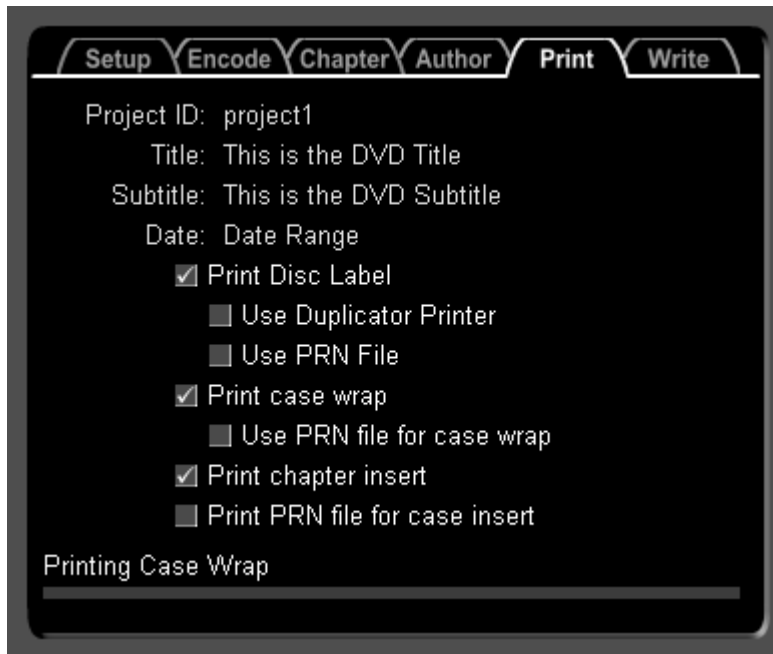 Setup Encode Chapter Author Print Write
Project ID: project1
Title: This is the DVD Title
Subtitle: This is the DVD Subtitle
Date: Date Range
Print Disc Label
Use Duplicator Printer
Use PRN File
Print case wrap
Use PRN file for case wrap
Print chapter insert
Print PRN file for case insert
Printing Case Wrap